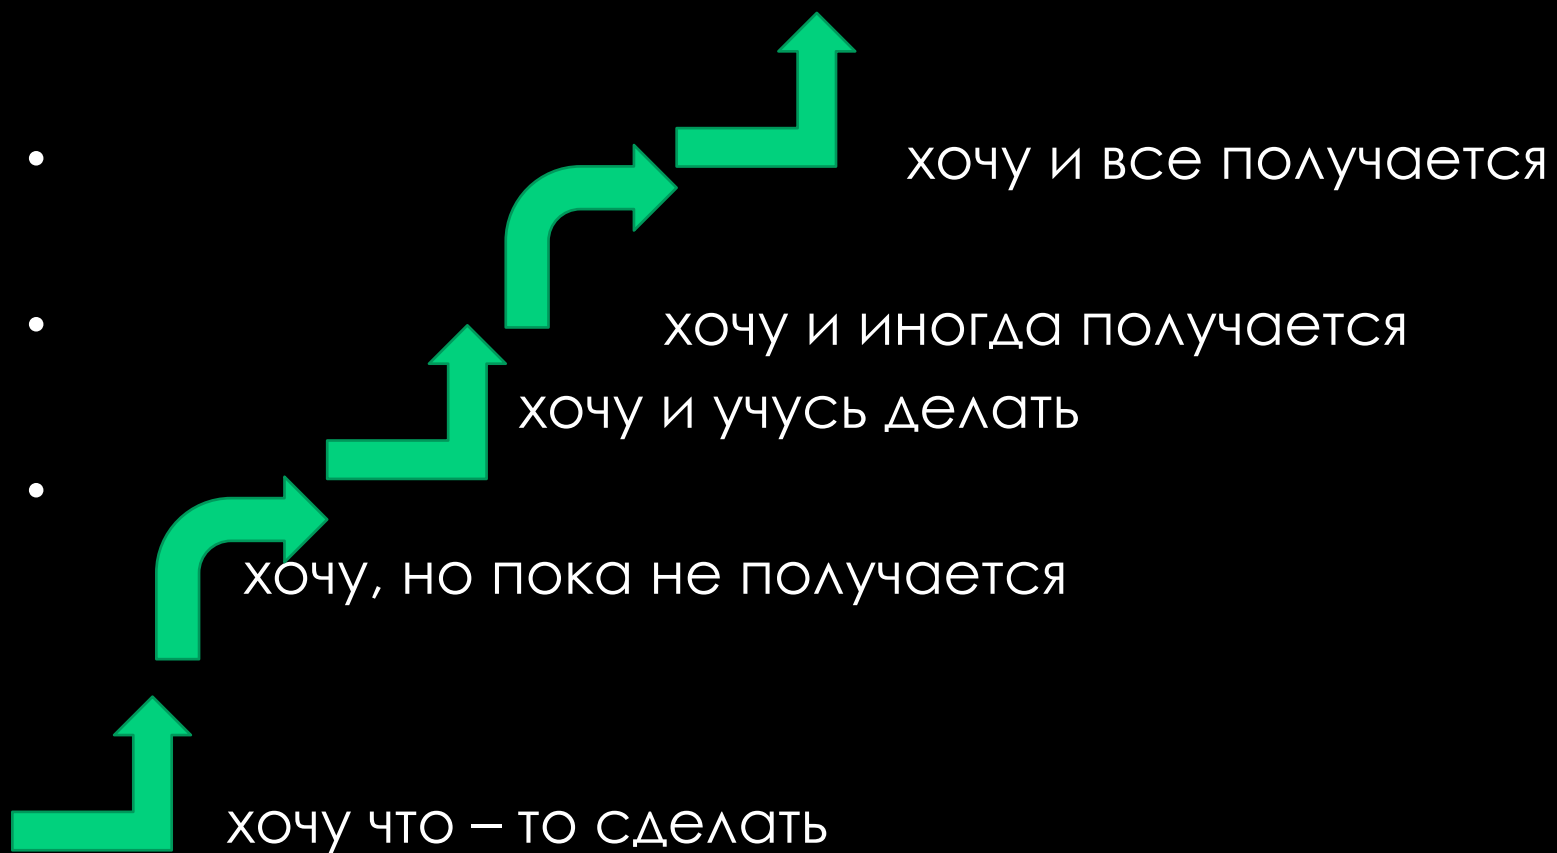 • хочу и все получается
• хочу и иногда получается
хочу и учусь делать
•
хочу, но пока не получается
хочу что – то сделать